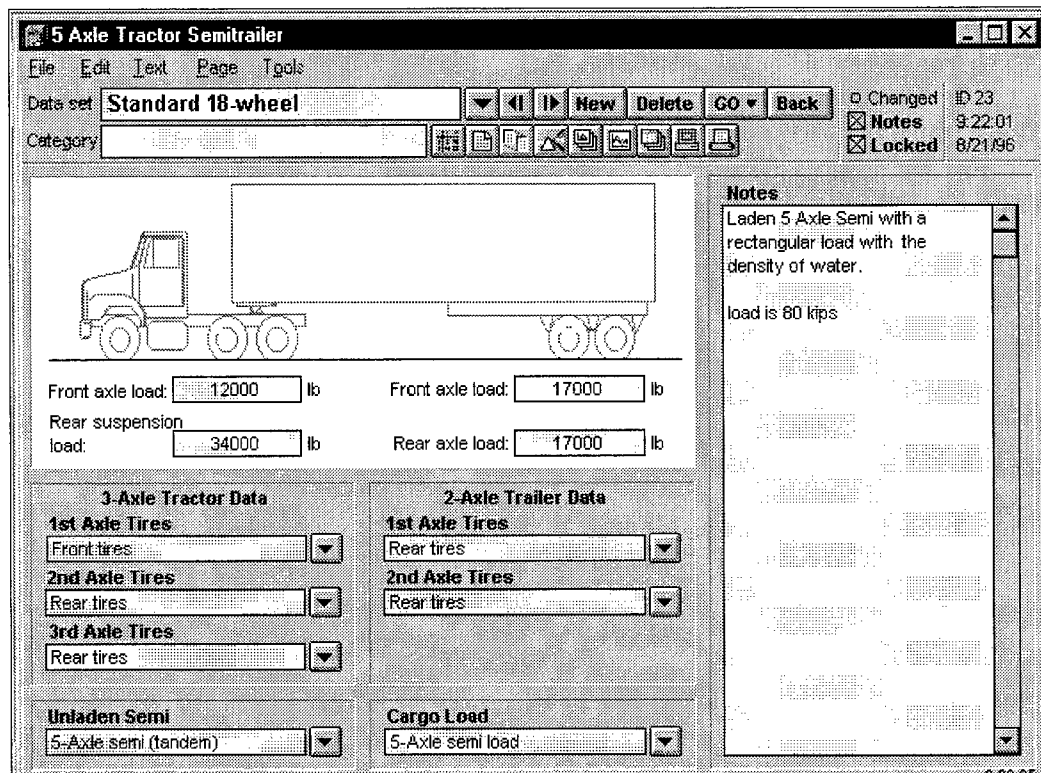 5 Axle Tractor Semitrailer
File Edit Text Page Tools
Data set Standard 18-wheel New Delete GO Back Changed ID 23
Notes 9:22:01
Category Locked 8/21/96
Notes
Laden 5 Axle Semi with a
rectangular load with the
density of water.
load is 80 kips
Front axle load: 12000 lb Front axle load: 17000 lb
Rear suspension
load: 34000 lb Rear axle load: 17000 lb
3-Axle Tractor Data 2-Axle Trailer Data
1st Axle Tires 1st Axle Tires
Front tires Rear tires
2nd Axle Tires 2nd Axle Tires
Rear tires Rear tires
3rd Axle Tires
Rear tires
Unladen Semi Cargo Load
5-Axle semi (tandem) 5-Axle semi load